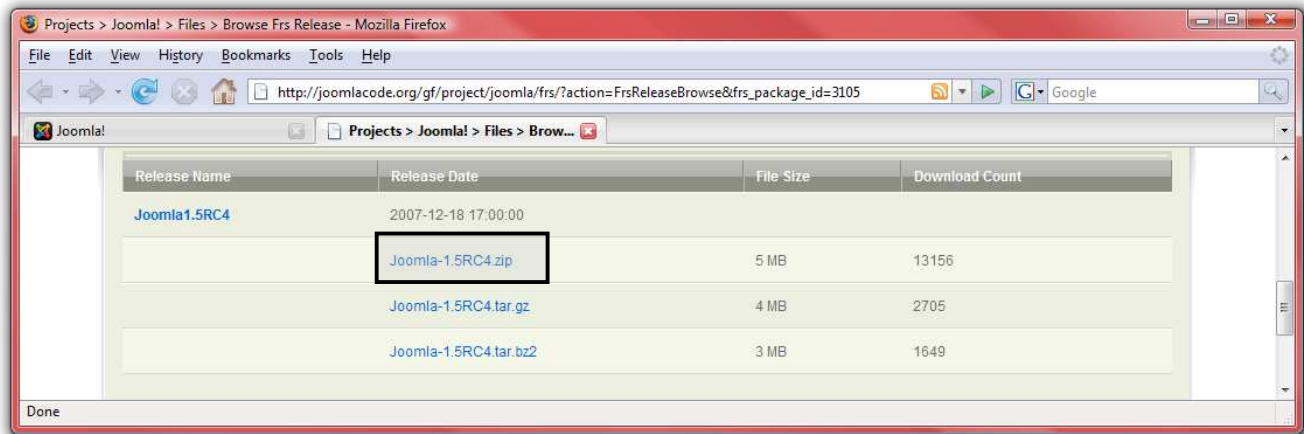 Projects > Joomla! > Files > Browse Frs Release - Mozilla Firefox
File Edit View History Bookmarks Tools Help
http://joomlacode.org/gf/project/joomla/frs/?action=FrsReleaseBrowse&frs_package_id=3105 G Google
Joomla! Projects > Joomla! > Files > Brow...
Release Name Release Date File Size Download Count
Joomla1.5RC4 2007-12-18 17:00:00
Joomla-1.5RC4.zip 5 MB 13156
Joomla-1.5RC4.tar.gz 4 MB 2705
Joomla-1.5RC4.tar.bz2 3 MB 1649
Done